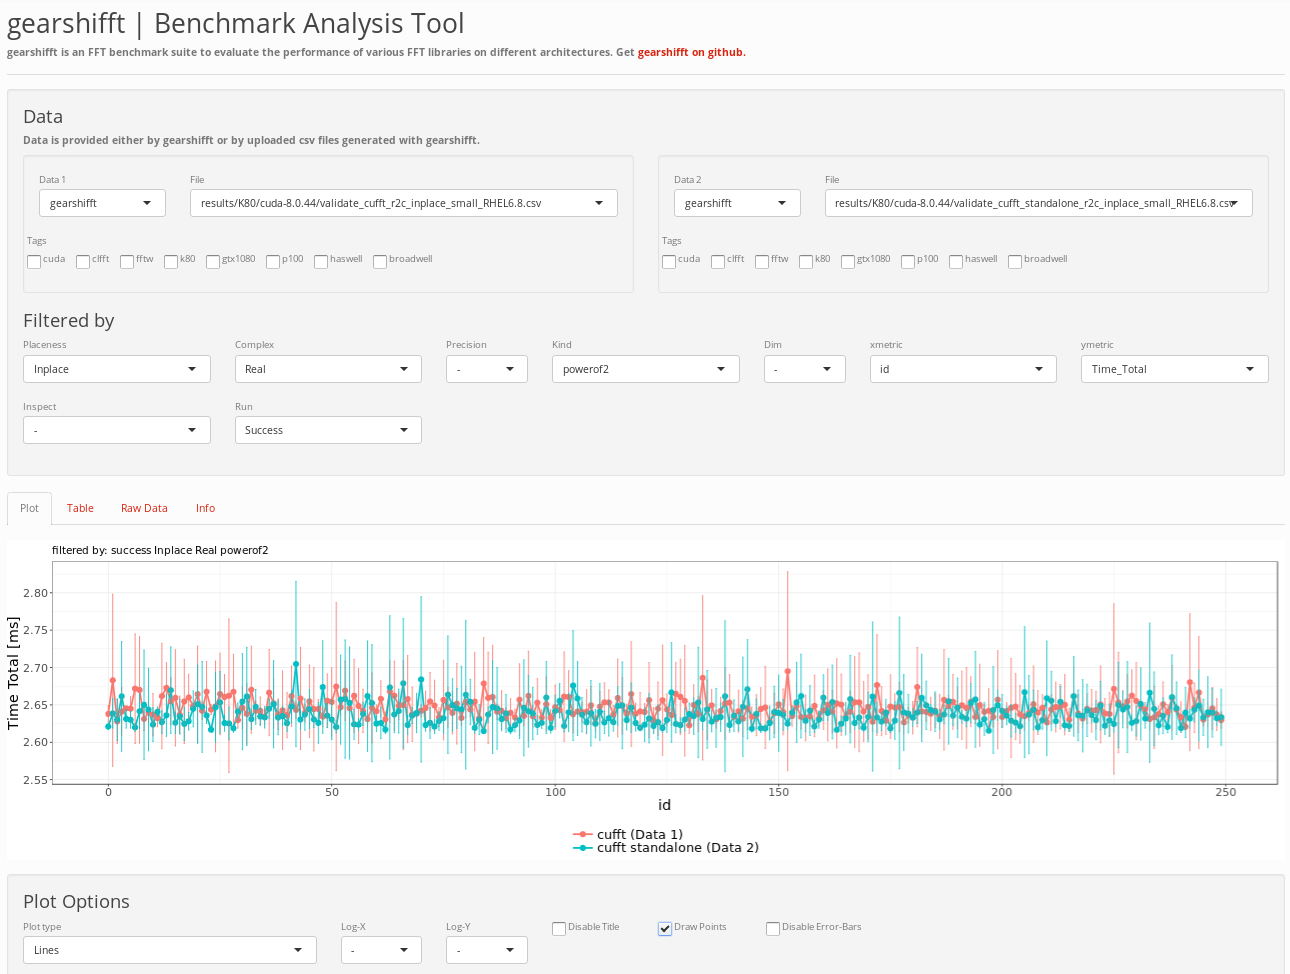 gearshifft | Benchmark Analysis Tool
gearshifft is an FFT benchmark suite to evaluate the performance of various FFT libraries on different architectures. Get gearshifft on github.
Data
Data is provided either by gearshifft or by uploaded csv files generated with gearshifft.
Data 1 File
gearshifft results/K80/cuda-8.0.44/validate_cufft_r2c_inplace_small_RHEL6.8.csv
Tags
cuda clfft fftw k80 gtx1080 p100 haswell broadwell
Data 2 File
gearshifft results/K80/cuda-8.0.44/validate_cufft_standalone_r2c_inplace_small_RHEL6.8.csv
Tags
cuda clfft fftw k80 gtx1080 p100 haswell broadwell
Filtered by
Placeness Complex Precision Kind Dim xmetric ymetric
Inplace Real - powerof2 - id Time_Total
Inspect Run
- Success
Plot Table Raw Data Info
filtered by: success Inplace Real powerof2
Time Total [ms]
2.80
2.75
2.70
2.65
2.60
2.55
0 50 100 150 200 250
id
cufft (Data 1)
cufft standalone (Data 2)
Plot Options
Plot type Log-X Log-Y Disable Title Draw Points Disable Error-Bars
Lines - -